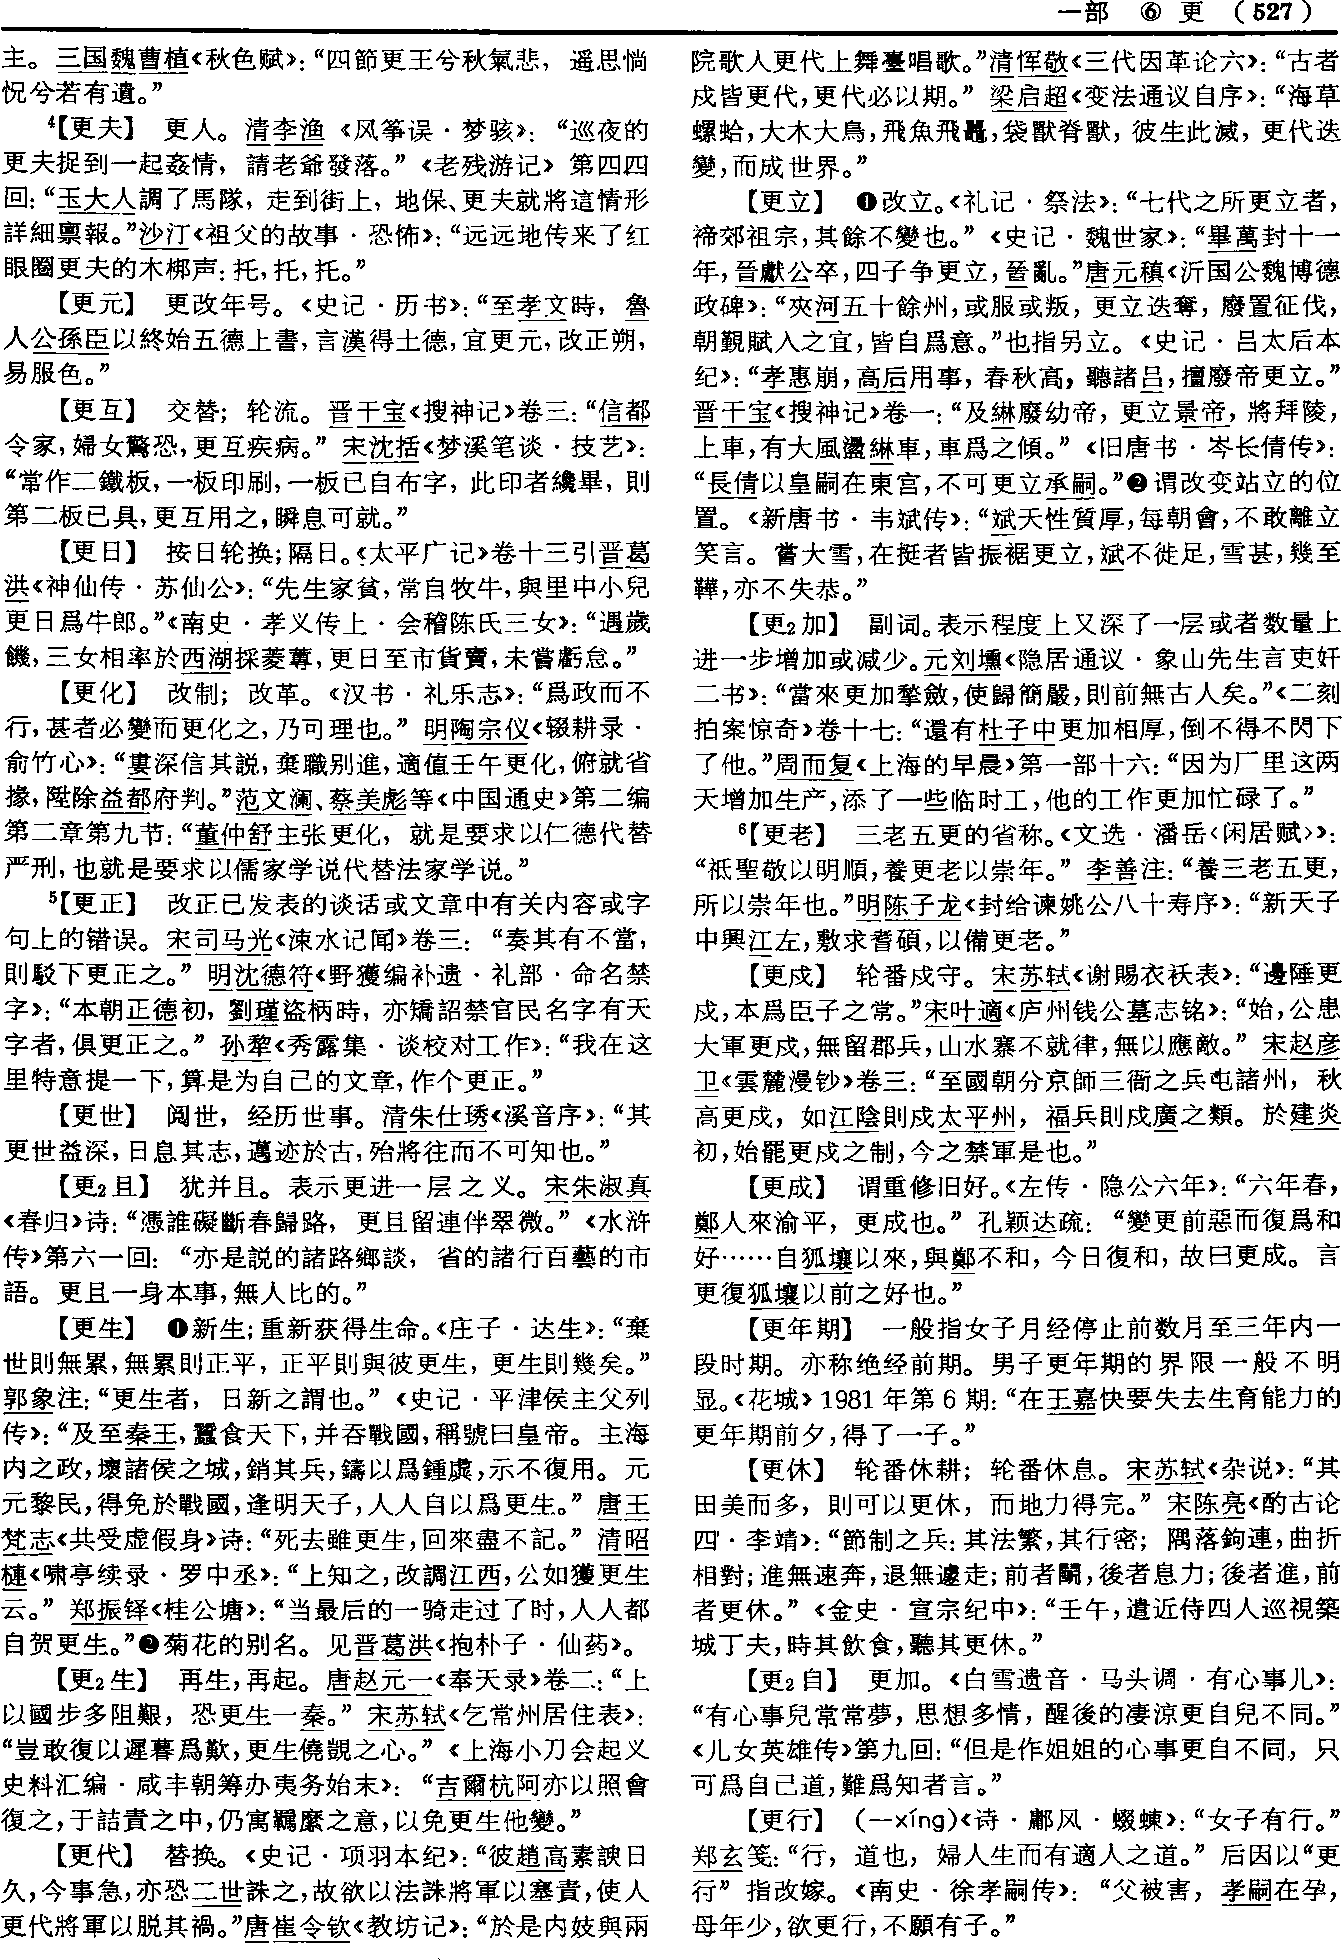 一部 ⑥ 更 （527）
主。三国魏曹植《秋色赋》：“四節更王兮秋氣悲，遥思惝
怳兮若有遺。”
⁴【更夫】 更人。清李渔《风筝误·梦骇》：“巡夜的
更夫捉到一起姦情，請老爺發落。”《老残游记》第四四
回：“玉大人調了馬隊，走到街上，地保、更夫就將這情形
詳細禀報。”沙汀《祖父的故事·恐怖》：“远远地传来了红
眼圈更夫的木梆声：托，托，托。”
【更元】 更改年号。《史记·历书》：“至孝文時，魯
人公孫臣以終始五德上書，言漢得土德，宜更元，改正朔，
易服色。”
【更互】 交替；轮流。晋干宝《搜神记》卷三：“信都
令家，婦女驚恐，更互疾病。”宋沈括《梦溪笔谈·技艺》：
“常作二鐵板，一板印刷，一板已自布字，此印者纔畢，則
第二板已具，更互用之，瞬息可就。”
【更日】 按日轮换；隔日。《太平广记》卷十三引晋葛
洪《神仙传·苏仙公》：“先生家貧，常自牧牛，與里中小兒
更日爲牛郎。”《南史·孝义传上·会稽陈氏三女》：“遇歲
饑，三女相率於西湖採菱蓴，更日至市貨賣，未嘗虧怠。”
【更化】 改制；改革。《汉书·礼乐志》：“爲政而不
行，甚者必變而更化之，乃可理也。”明陶宗仪《辍耕录·
俞竹心》：“婁深信其説，棄職别進，適值壬午更化，俯就省
掾，陞除益都府判。”范文澜、蔡美彪等《中国通史》第二编
第二章第九节：“董仲舒主张更化，就是要求以仁德代替
严刑，也就是要求以儒家学说代替法家学说。”
⁵【更正】 改正已发表的谈话或文章中有关内容或字
句上的错误。宋司马光《涑水记闻》卷三：“奏其有不當，
則駁下更正之。”明沈德符《野獲编补遗·礼部·命名禁
字》：“本朝正德初，劉瑾盜柄時，亦矯詔禁官民名字有天
字者，俱更正之。”孙犂《秀露集·谈校对工作》：“我在这
里特意提一下，算是为自己的文章，作个更正。”
【更世】 阅世，经历世事。清朱仕琇《溪音序》：“其
更世益深，日息其志，邁迹於古，殆將往而不可知也。”
【更₂且】 犹并且。表示更进一层之义。宋朱淑真
《春归》诗：“憑誰礙斷春歸路，更且留連伴翠微。”《水浒
传》第六一回：“亦是説的諸路鄉談，省的諸行百藝的市
語。更且一身本事，無人比的。”
【更生】 ❶新生；重新获得生命。《庄子·达生》：“棄
世則無累，無累則正平，正平則與彼更生，更生則幾矣。”
郭象注：“更生者，日新之謂也。”《史记·平津侯主父列
传》：“及至秦王，蠶食天下，并吞戰國，稱號曰皇帝。主海
内之政，壞諸侯之城，銷其兵，鑄以爲鍾虡，示不復用。元
元黎民，得免於戰國，逢明天子，人人自以爲更生。”唐王
梵志《共受虚假身》诗：“死去雖更生，回來盡不記。”清昭
槤《啸亭续录·罗中丞》：“上知之，改調江西，公如獲更生
云。”郑振铎《桂公塘》：“当最后的一骑走过了时，人人都
自贺更生。”❷菊花的别名。见晋葛洪《抱朴子·仙药》。
【更₂生】 再生，再起。唐赵元一《奉天录》卷二：“上
以國步多阻艱，恐更生一秦。”宋苏轼《乞常州居住表》：
“豈敢復以遲暮爲歎，更生僥覬之心。”《上海小刀会起义
史料汇编·咸丰朝筹办夷务始末》：“吉爾杭阿亦以照會
復之，于詰責之中，仍寓羈縻之意，以免更生他變。”
【更代】 替换。《史记·项羽本纪》：“彼趙高素諛日
久，今事急，亦恐二世誅之，故欲以法誅將軍以塞責，使人
更代將軍以脱其禍。”唐崔令钦《教坊记》：“於是内妓與兩
院歌人更代上舞臺唱歌。”清恽敬《三代因革论六》：“古者
戍皆更代，更代必以期。”梁启超《变法通议自序》：“海草
螺蛤，大木大鳥，飛魚飛鼉，袋獸脊獸，彼生此滅，更代迭
變，而成世界。”
【更立】 ❶改立。《礼记·祭法》：“七代之所更立者，
禘郊祖宗，其餘不變也。”《史记·魏世家》：“畢萬封十一
年，晉獻公卒，四子争更立，晉亂。”唐元稹《沂国公魏博德
政碑》：“夾河五十餘州，或服或叛，更立迭奪，廢置征伐，
朝覲賦入之宜，皆自爲意。”也指另立。《史记·吕太后本
纪》：“孝惠崩，高后用事，春秋高，聽諸吕，擅廢帝更立。”
晋干宝《搜神记》卷一：“及綝廢幼帝，更立景帝，將拜陵，
上車，有大風盪綝車，車爲之傾。”《旧唐书·岑长倩传》：
“長倩以皇嗣在東宫，不可更立承嗣。”❷谓改变站立的位
置。《新唐书·韦斌传》：“斌天性質厚，每朝會，不敢離立
笑言。嘗大雪，在挺者皆振裾更立，斌不徙足，雪甚，幾至
鞾，亦不失恭。”
【更₂加】 副词。表示程度上又深了一层或者数量上
进一步增加或减少。元刘壎《隐居通议·象山先生言吏奸
二书》：“當來更加擎斂，使歸簡嚴，則前無古人矣。”《二刻
拍案惊奇》卷十七：“還有杜子中更加相厚，倒不得不閃下
了他。”周而复《上海的早晨》第一部十六：“因为厂里这两
天增加生产，添了一些临时工，他的工作更加忙碌了。”
⁶【更老】 三老五更的省称。《文选·潘岳〈闲居赋〉》：
“祗聖敬以明順，養更老以崇年。”李善注：“養三老五更，
所以崇年也。”明陈子龙《封给谏姚公八十寿序》：“新天子
中興江左，敷求耆碩，以備更老。”
【更戍】 轮番戍守。宋苏轼《谢赐衣袄表》：“邊陲更
戍，本爲臣子之常。”宋叶適《庐州钱公墓志铭》：“始，公患
大軍更戍，無留郡兵，山水寨不就律，無以應敵。”宋赵彦
卫《雲麓漫钞》卷三：“至國朝分京師三衙之兵屯諸州，秋
高更戍，如江陰則戍太平州，福兵則戍廣之類。於建炎
初，始罷更戍之制，今之禁軍是也。”
【更成】 谓重修旧好。《左传·隐公六年》：“六年春，
鄭人來渝平，更成也。”孔颖达疏：“變更前惡而復爲和
好……自狐壤以來，與鄭不和，今日復和，故曰更成。言
更復狐壤以前之好也。”
【更年期】 一般指女子月经停止前数月至三年内一
段时期。亦称绝经前期。男子更年期的界限一般不明
显。《花城》1981年第6期：“在王嘉快要失去生育能力的
更年期前夕，得了一子。”
【更休】 轮番休耕；轮番休息。宋苏轼《杂说》：“其
田美而多，則可以更休，而地力得完。”宋陈亮《酌古论
四·李靖》：“節制之兵：其法繁，其行密；隅落鉤連，曲折
相對；進無速奔，退無遽走；前者鬭，後者息力；後者進，前
者更休。”《金史·宣宗纪中》：“壬午，遣近侍四人巡視築
城丁夫，時其飲食，聽其更休。”
【更₂自】 更加。《白雪遗音·马头调·有心事儿》：
“有心事兒常常夢，思想多情，醒後的凄涼更自兒不同。”
《儿女英雄传》第九回：“但是作姐姐的心事更自不同，只
可爲自己道，難爲知者言。”
【更行】 （—xíng）《诗·鄘风·蝃蝀》：“女子有行。”
郑玄笺：“行，道也，婦人生而有適人之道。”后因以“更
行”指改嫁。《南史·徐孝嗣传》：“父被害，孝嗣在孕，
母年少，欲更行，不願有子。”